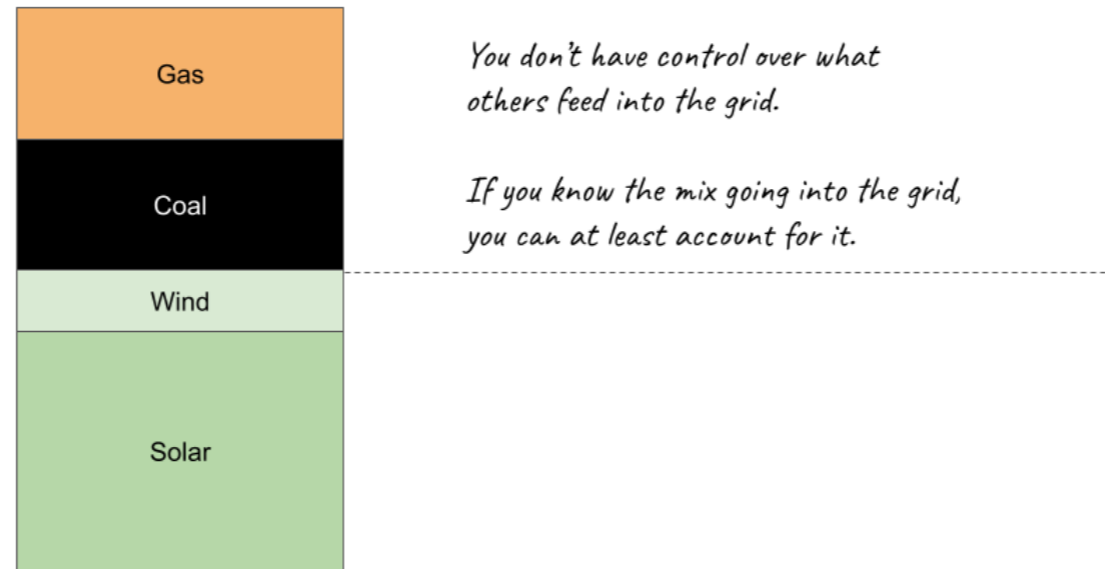 Gas
Coal
Wind
Solar
You don't have control over what
others feed into the grid.
If you know the mix going into the grid,
you can at least account for it.